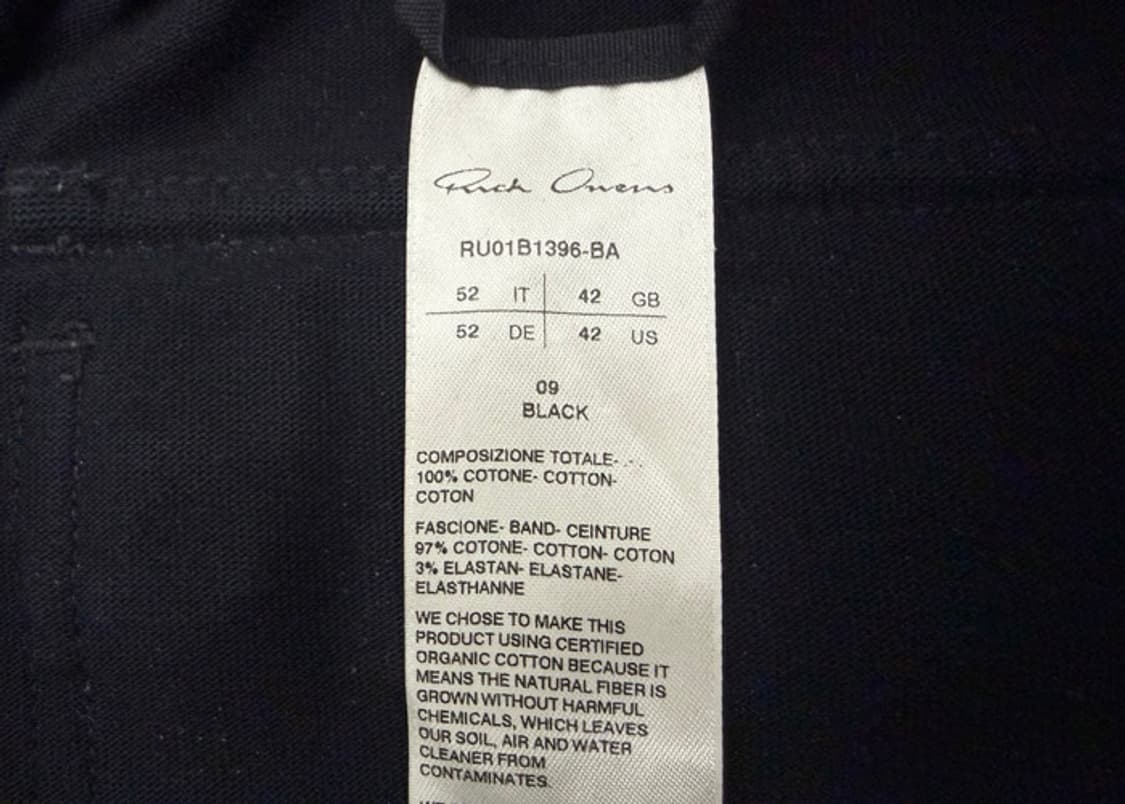 Rick Owens
RU01B1396-BA
52 IT 42 GB
52 DE 42 US
09
BLACK
COMPOSIZIONE TOTALE-
100% COTONE- COTTON-
COTON
FASCIONE- BAND- CEINTURE
97% COTONE- COTTON- COTON
3% ELASTAN- ELASTANE-
ELASTHANNE
WE CHOSE TO MAKE THIS
PRODUCT USING CERTIFIED
ORGANIC COTTON BECAUSE IT
MEANS THE NATURAL FIBER IS
GROWN WITHOUT HARMFUL
CHEMICALS, WHICH LEAVES
OUR SOIL, AIR AND WATER
CLEANER FROM
CONTAMINATES.